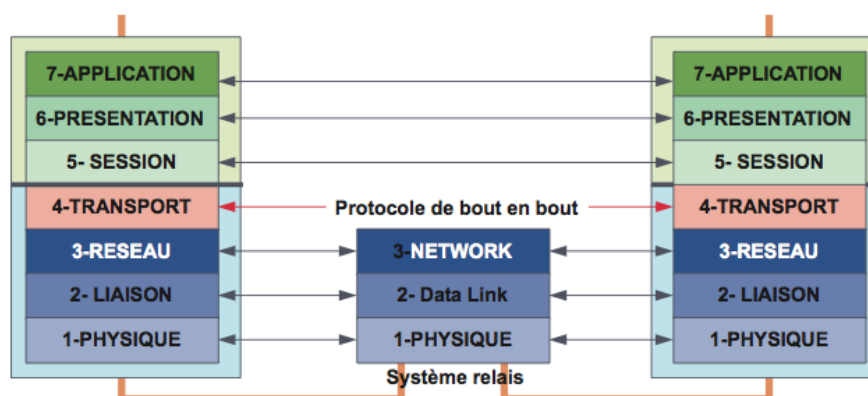 7-APPLICATION
6-PRESENTATION
5- SESSION
4-TRANSPORT
3-RESEAU
2- LIAISON
1-PHYSIQUE
Protocole de bout en bout
3-NETWORK
2- Data Link
1-PHYSIQUE
Système relais
7-APPLICATION
6-PRESENTATION
5- SESSION
4-TRANSPORT
3-RESEAU
2- LIAISON
1-PHYSIQUE